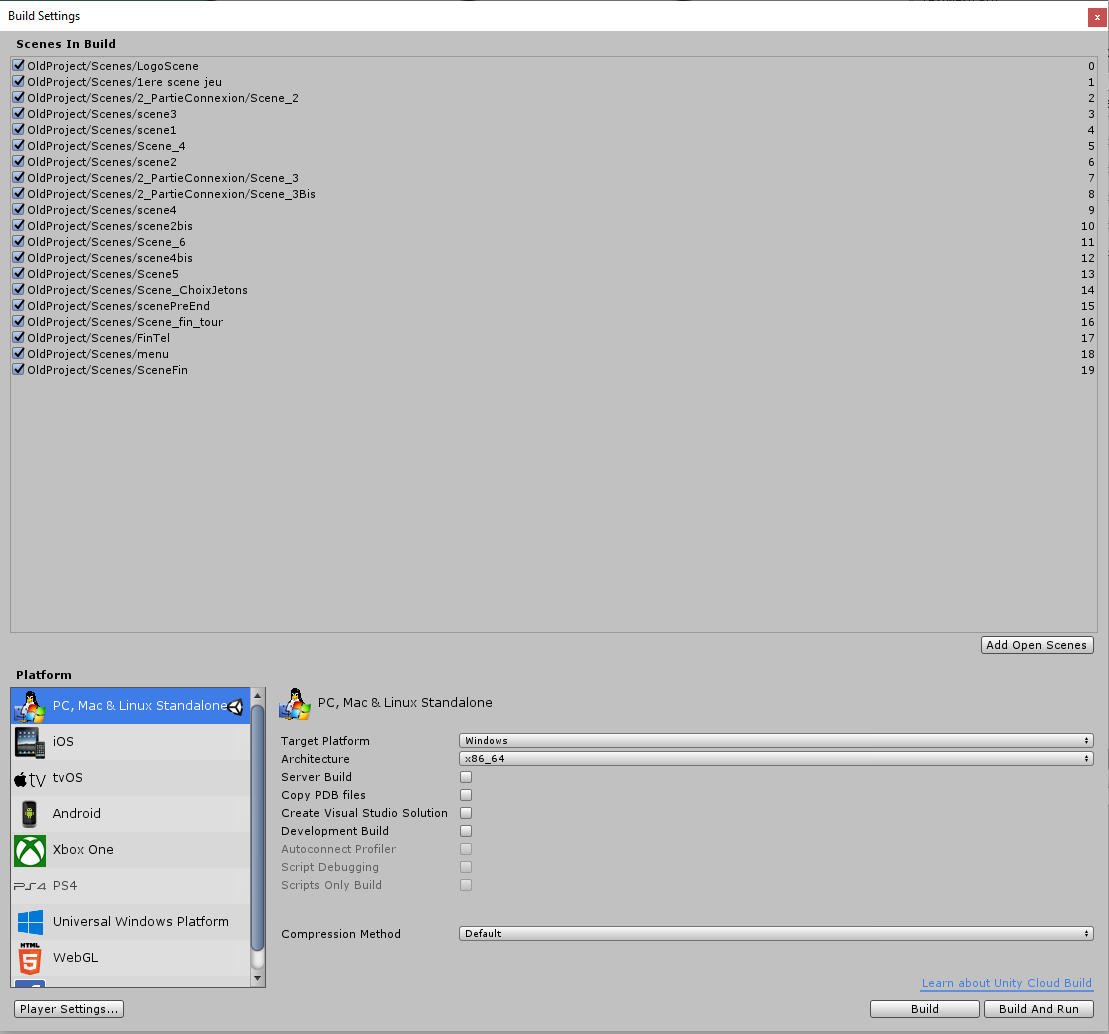 Build Settings
x
Scenes In Build
OldProject/Scenes/LogoScene 0
OldProject/Scenes/1ere scene jeu 1
OldProject/Scenes/2_PartieConnexion/Scene_2 2
OldProject/Scenes/scene3 3
OldProject/Scenes/scene1 4
OldProject/Scenes/Scene_4 5
OldProject/Scenes/scene2 6
OldProject/Scenes/2_PartieConnexion/Scene_3 7
OldProject/Scenes/2_PartieConnexion/Scene_3Bis 8
OldProject/Scenes/scene4 9
OldProject/Scenes/scene2bis 10
OldProject/Scenes/Scene_6 11
OldProject/Scenes/scene4bis 12
OldProject/Scenes/Scene5 13
OldProject/Scenes/Scene_ChoixJetons 14
OldProject/Scenes/scenePreEnd 15
OldProject/Scenes/Scene_fin_tour 16
OldProject/Scenes/FinTel 17
OldProject/Scenes/menu 18
OldProject/Scenes/SceneFin 19
Add Open Scenes
Platform
PC, Mac & Linux Standalone
iOS
tv tvOS
Android
Xbox One
PS4 PS4
Universal Windows Platform
HTML 5 WebGL
PC, Mac & Linux Standalone
Target Platform Windows
Architecture x86_64
Server Build
Copy PDB files
Create Visual Studio Solution
Development Build
Autoconnect Profiler
Script Debugging
Scripts Only Build
Compression Method Default
Learn about Unity Cloud Build
Player Settings...
Build
Build And Run